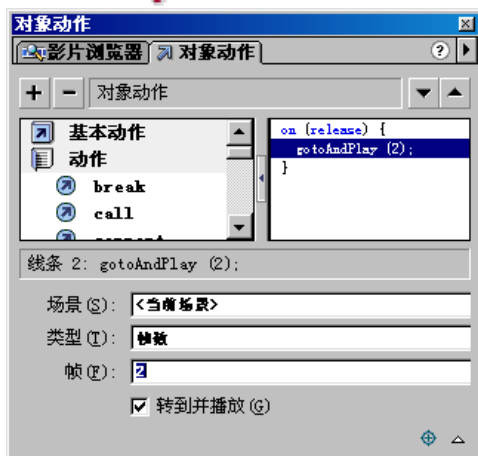 对象动作
影片浏览器 对象动作
对象动作
基本动作
动作
break
call
on (release) {
gotoAndPlay (2);
}
线条 2: gotoAndPlay (2);
场景(S): <当前场景>
类型(T): 帧数
帧(F): 2
转到并播放(G)